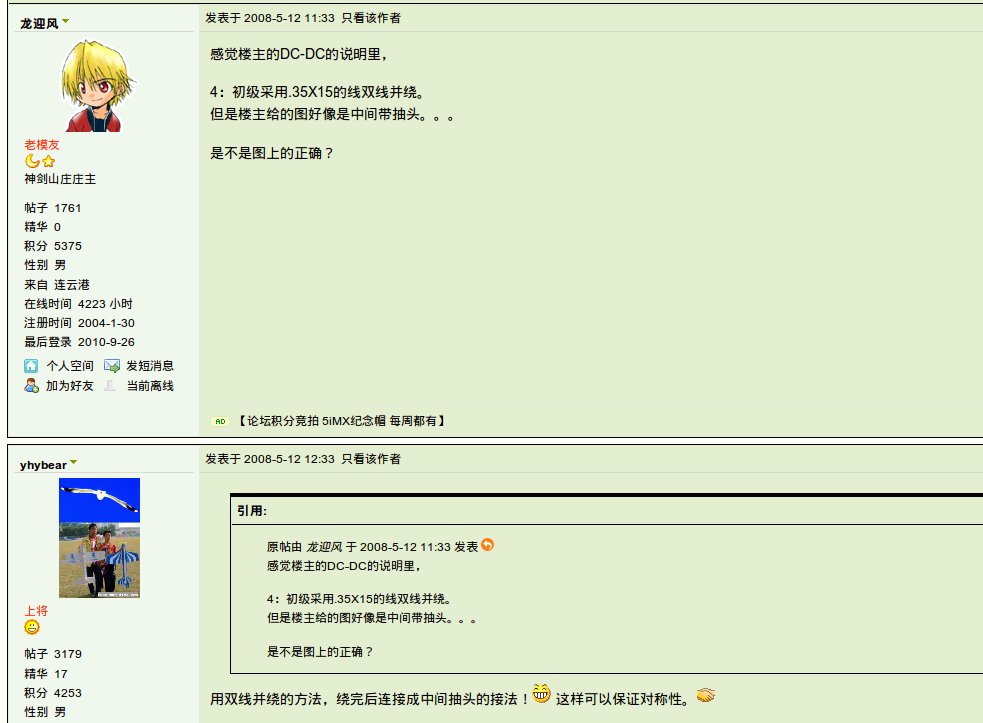 龙迎风
发表于 2008-5-12 11:33 只看该作者
感觉楼主的DC-DC的说明里，
4：初级采用.35X15的线双线并绕。
但是楼主给的图好像是中间带抽头。。。
是不是图上的正确？
老模友
神剑山庄庄主
帖子 1761
精华 0
积分 5375
性别 男
来自 连云港
在线时间 4223 小时
注册时间 2004-1-30
最后登录 2010-9-26
个人空间 发短消息
加为好友 当前离线
AD 【论坛积分竞拍 5iMX纪念帽 每周都有】
yhybear
发表于 2008-5-12 12:33 只看该作者
引用:
原帖由 龙迎风 于 2008-5-12 11:33 发表
感觉楼主的DC-DC的说明里，
4：初级采用.35X15的线双线并绕。
但是楼主给的图好像是中间带抽头。。。
是不是图上的正确？
上将
帖子 3179
精华 17
积分 4253
性别 男
用双线并绕的方法，绕完后连接成中间抽头的接法！ 这样可以保证对称性。